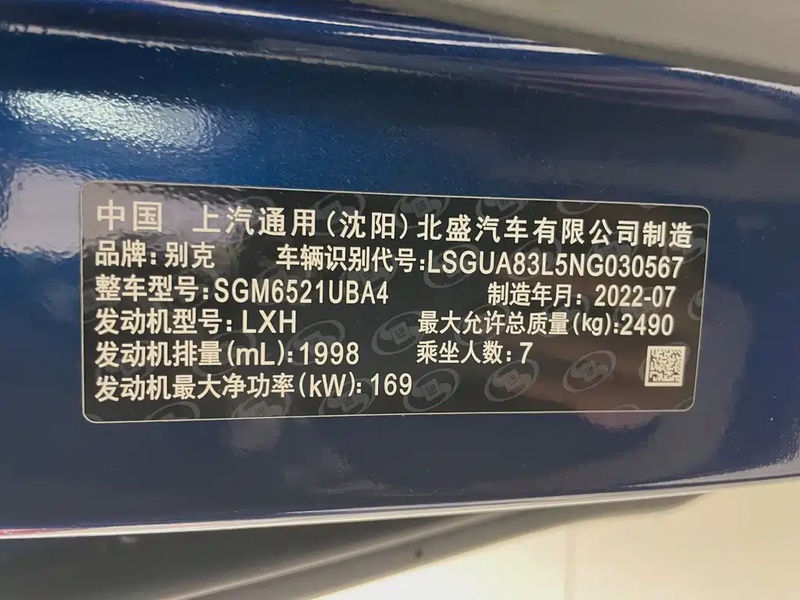 中国 上汽通用(沈阳)北盛汽车有限公司制造
品牌:别克 车辆识别代号:LSGUA83L5NG030567
整车型号:SGM6521UBA4 制造年月:2022-07
发动机型号:LXH 最大允许总质量(kg):2490
发动机排量(mL):1998 乘坐人数:7
发动机最大净功率(kW):169